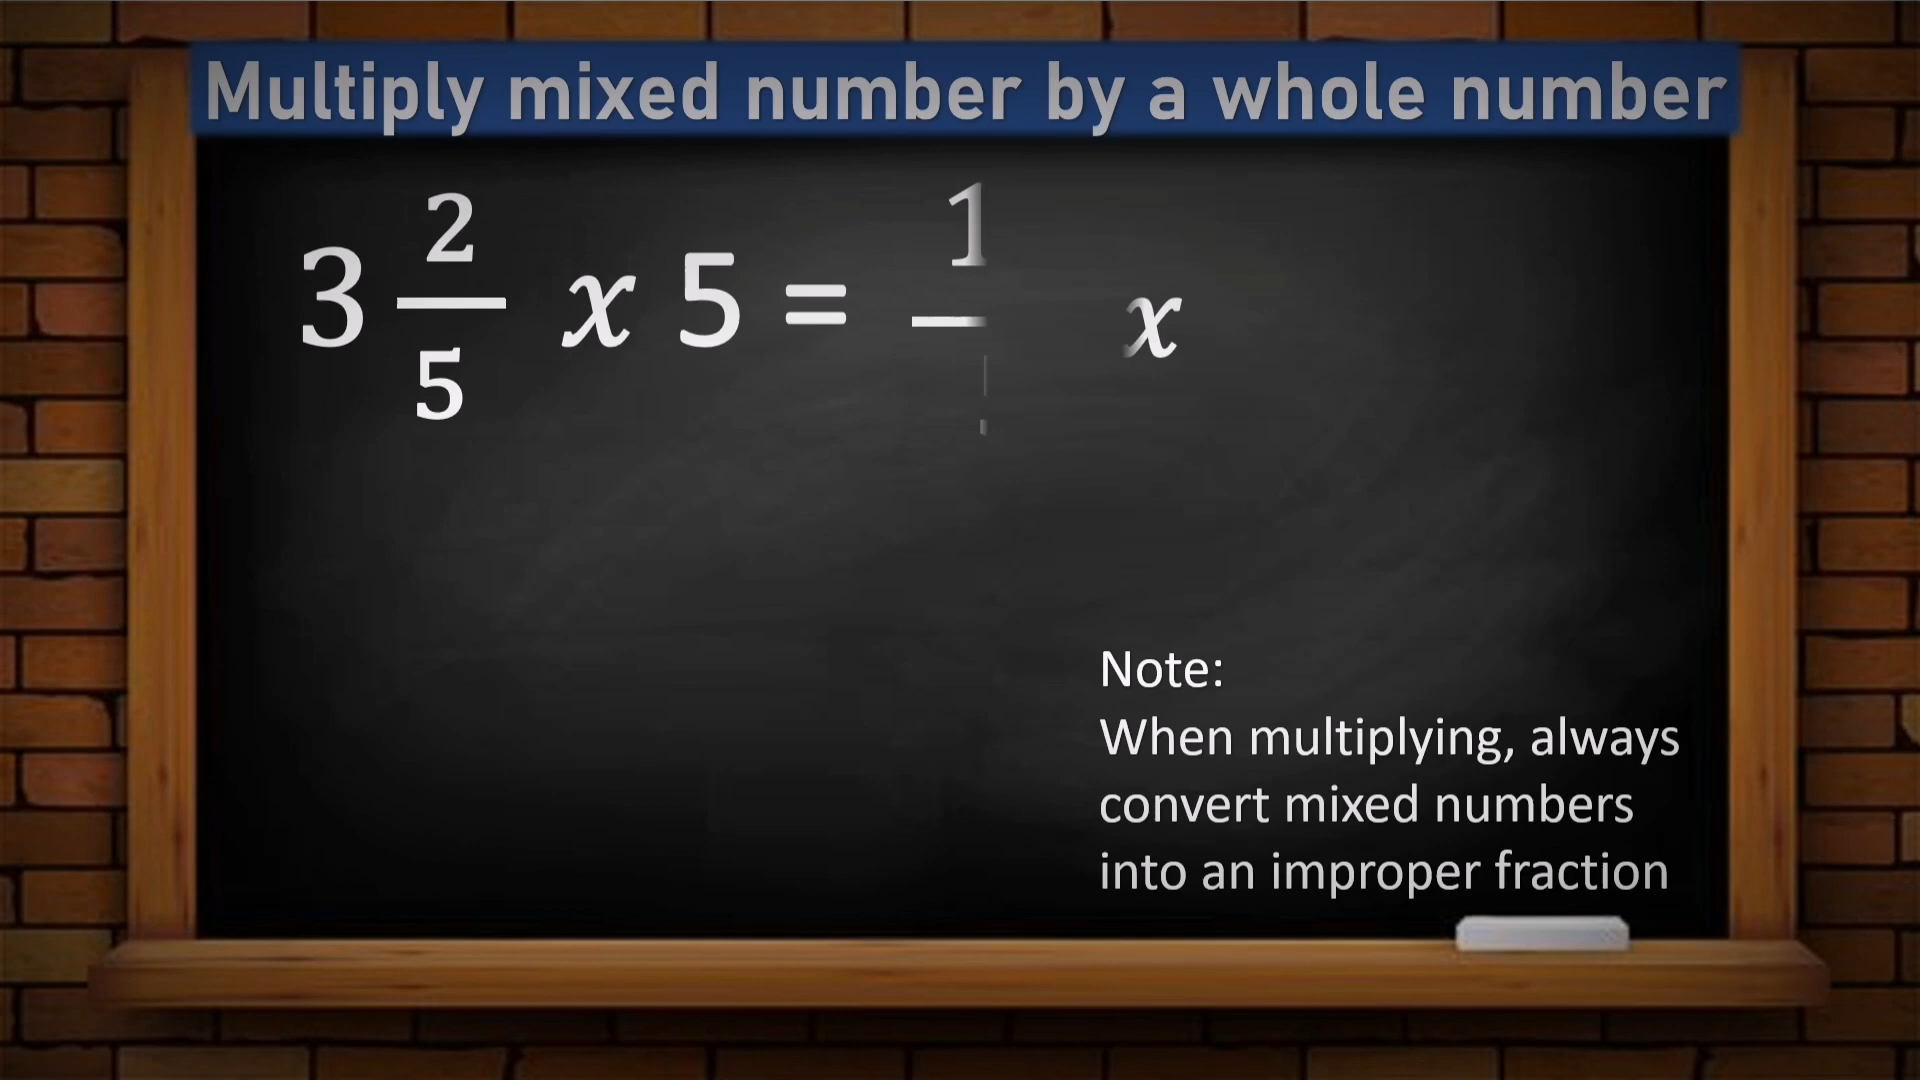 Multiply mixed number by a whole number
3 2/5 x 5 = 1 x
Note:
When multiplying, always
convert mixed numbers
into an improper fraction